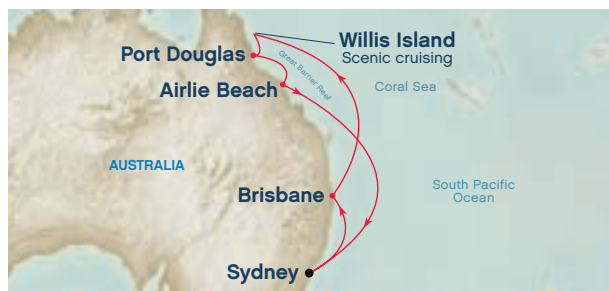 Willis Island
Scenic cruising
Port Douglas
Great Barrier Reef
Airlie Beach
Coral Sea
AUSTRALIA
Brisbane
South Pacific
Ocean
Sydney